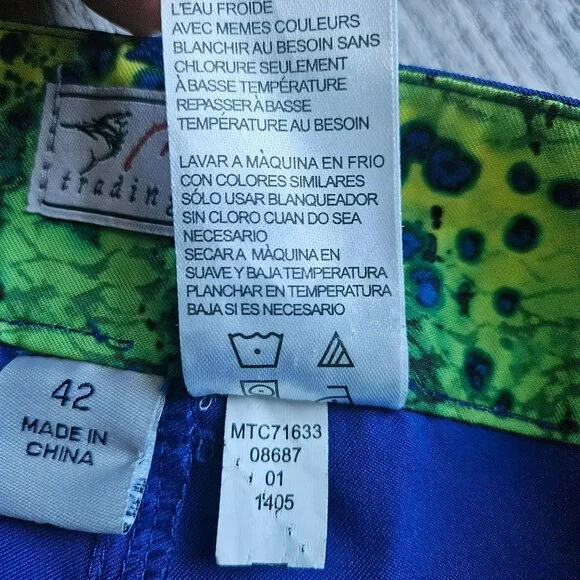 L'EAU FROIDE
AVEC MEMES COULEURS
BLANCHIR AU BESOIN SANS
CHLORURE SEULEMENT
À BASSE TEMPÉRATURE
REPASSER À BASSE
TEMPÉRATURE AU BESOIN
LAVAR A MÀQUINA EN FRIO
CON COLORES SIMILARES
SÓLO USAR BLANQUEADOR
SIN CLORO CUAN DO SEA
NECESARIO
SECAR A MÀQUINA EN
SUAVE Y BAJA TEMPERATURA
PLANCHAR EN TEMPERATURA
BAJA SI ES NECESARIO
trading
42
MADE IN
CHINA
MTC71633
08687
01
1405